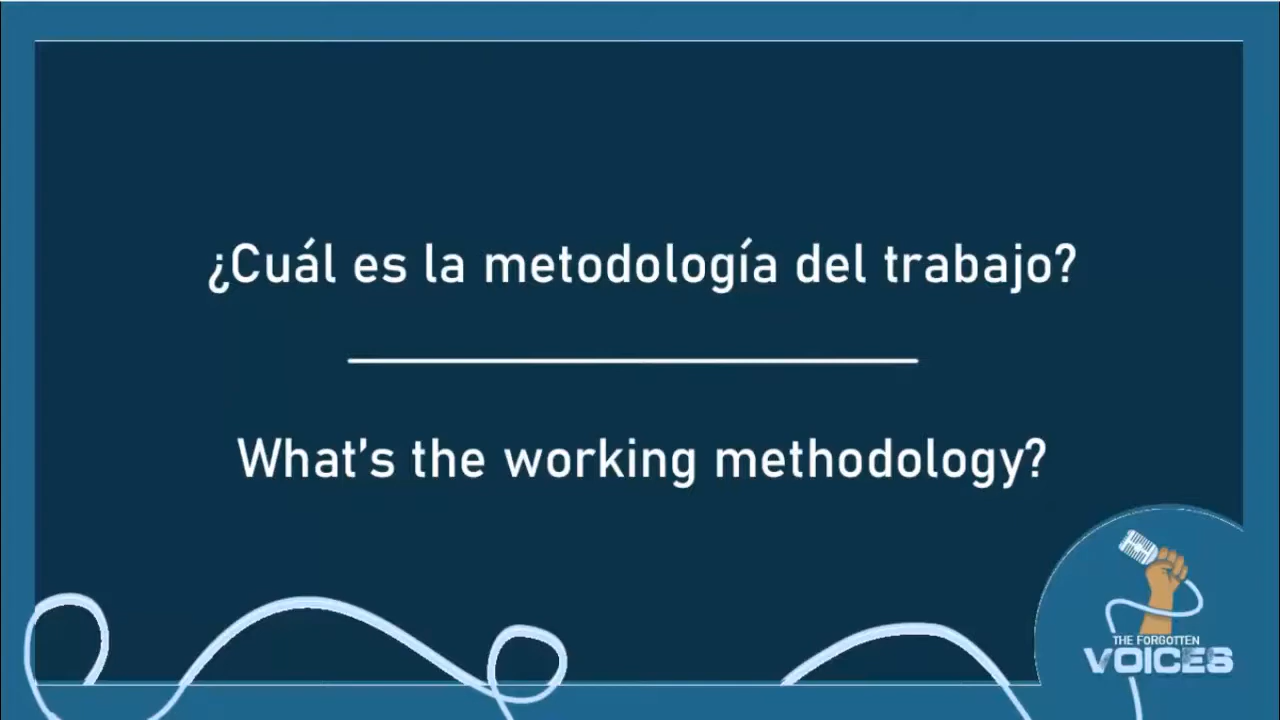 ¿Cuál es la metodología del trabajo?
What's the working methodology?
THE FORGOTTEN
VOICES